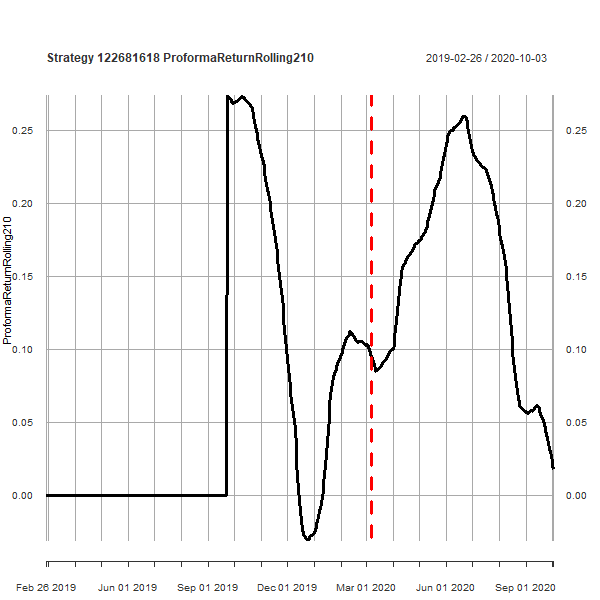 Strategy 122681618 ProformaReturnRolling210
2019-02-26 / 2020-10-03
ProformaReturnRolling210
0.25
0.20
0.15
0.10
0.05
0.00
0.25
0.20
0.15
0.10
0.05
0.00
Feb 26 2019
Jun 01 2019
Sep 01 2019
Dec 01 2019
Mar 01 2020
Jun 01 2020
Sep 01 2020